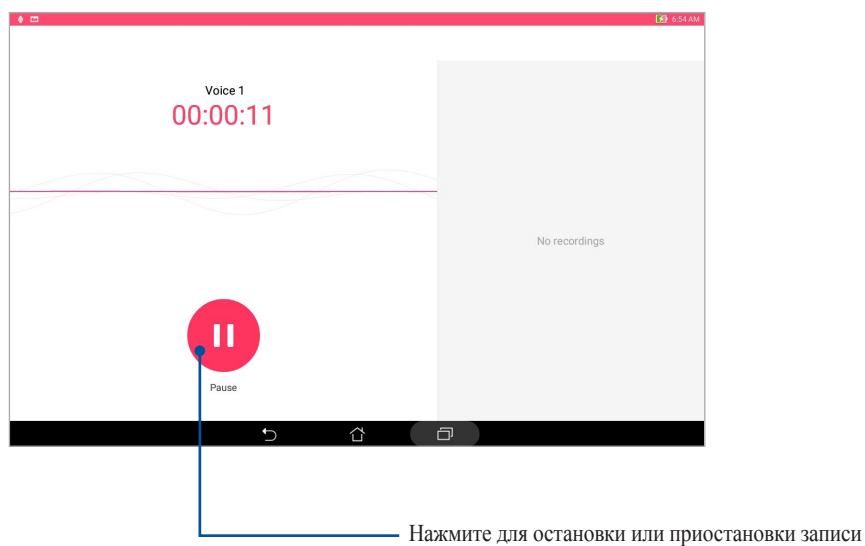 6:54 AM
Voice 1
00:00:11
No recordings
Pause
Нажмите для остановки или приостановки записи